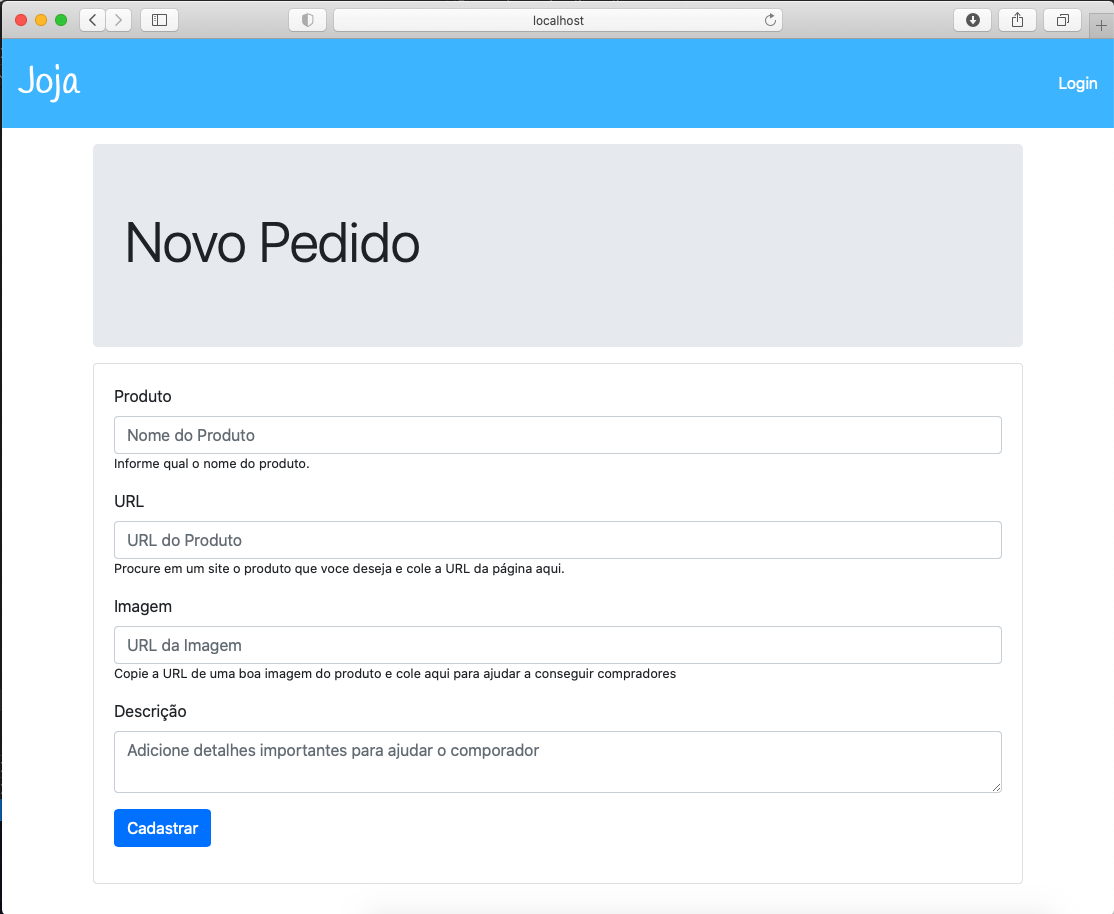 localhost
Joja
Login
Novo Pedido
Produto
Nome do Produto
Informe qual o nome do produto.
URL
URL do Produto
Procure em um site o produto que voce deseja e cole a URL da página aqui.
Imagem
URL da Imagem
Copie a URL de uma boa imagem do produto e cole aqui para ajudar a conseguir compradores
Descrição
Adicione detalhes importantes para ajudar o comporador
Cadastrar